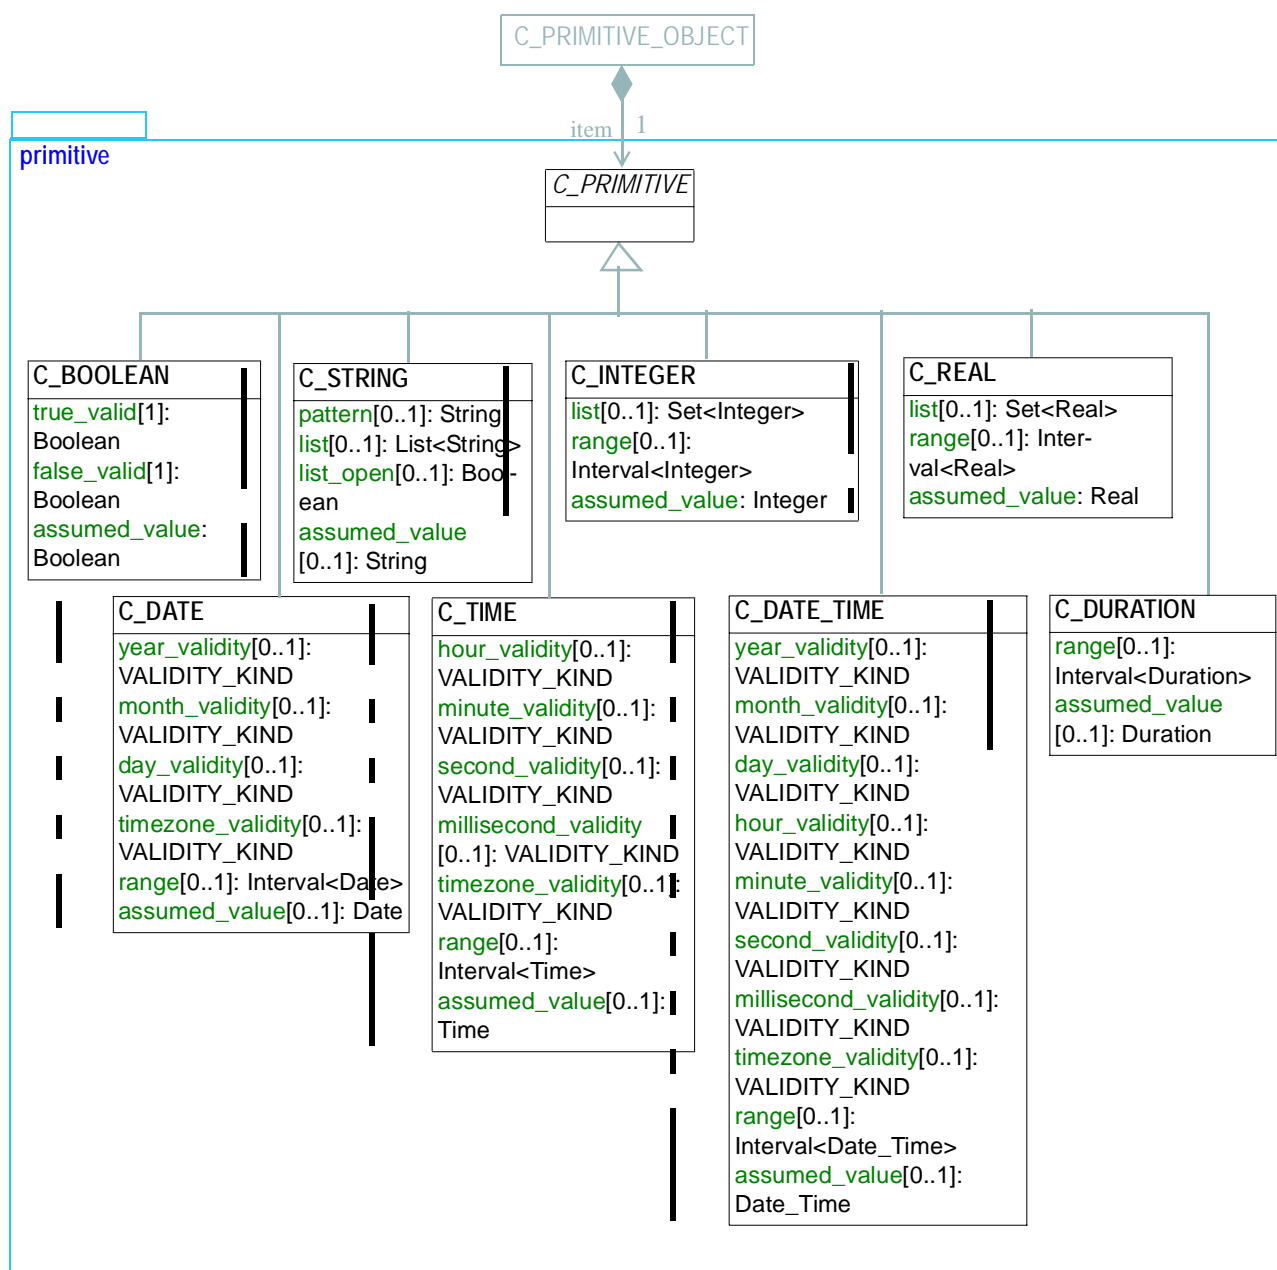 C_PRIMITIVE_OBJECT
item 1
primitive
C_PRIMITIVE
C_BOOLEAN
true_valid[1]:
Boolean
false_valid[1]:
Boolean
assumed_value:
Boolean
C_STRING
pattern[0..1]: String
list[0..1]: List<String>
list_open[0..1]: Bool-
ean
assumed_value
[0..1]: String
C_INTEGER
list[0..1]: Set<Integer>
range[0..1]:
Interval<Integer>
assumed_value: Integer
C_REAL
list[0..1]: Set<Real>
range[0..1]: Inter-
val<Real>
assumed_value: Real
C_DATE
year_validity[0..1]:
VALIDITY_KIND
month_validity[0..1]:
VALIDITY_KIND
day_validity[0..1]:
VALIDITY_KIND
timezone_validity[0..1]:
VALIDITY_KIND
range[0..1]: Interval<Date>
assumed_value[0..1]: Date
C_TIME
hour_validity[0..1]:
VALIDITY_KIND
minute_validity[0..1]:
VALIDITY_KIND
second_validity[0..1]:
VALIDITY_KIND
millisecond_validity
[0..1]: VALIDITY_KIND
timezone_validity[0..1]:
VALIDITY_KIND
range[0..1]:
Interval<Time>
assumed_value[0..1]:
Time
C_DATE_TIME
year_validity[0..1]:
VALIDITY_KIND
month_validity[0..1]:
VALIDITY_KIND
day_validity[0..1]:
VALIDITY_KIND
hour_validity[0..1]:
VALIDITY_KIND
minute_validity[0..1]:
VALIDITY_KIND
second_validity[0..1]:
VALIDITY_KIND
millisecond_validity[0..1]:
VALIDITY_KIND
timezone_validity[0..1]:
VALIDITY_KIND
range[0..1]:
Interval<Date_Time>
assumed_value[0..1]:
Date_Time
C_DURATION
range[0..1]:
Interval<Duration>
assumed_value
[0..1]: Duration